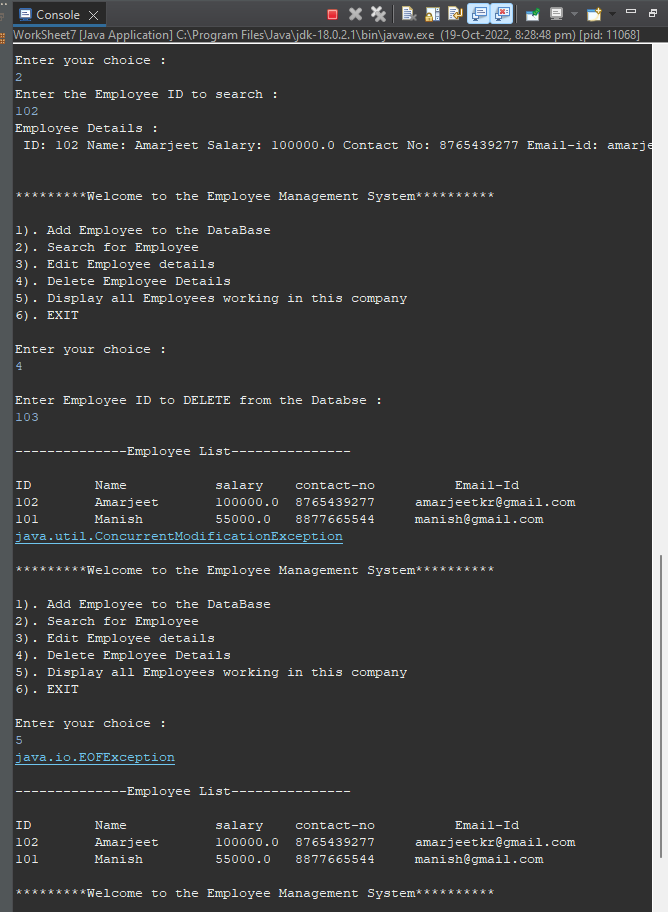 Console
WorkSheet7 [Java Application] C:\Program Files\Java\jdk-18.0.2.1\bin\javaw.exe (19-Oct-2022, 8:28:48 pm) [pid: 11068]
Enter your choice :
2
Enter the Employee ID to search :
102
Employee Details :
ID: 102 Name: Amarjeet Salary: 100000.0 Contact No: 8765439277 Email-id: amarje
*********Welcome to the Employee Management System**********
1). Add Employee to the DataBase
2). Search for Employee
3). Edit Employee details
4). Delete Employee Details
5). Display all Employees working in this company
6). EXIT
Enter your choice :
4
Enter Employee ID to DELETE from the Databse :
103
--------------Employee List---------------
ID Name salary contact-no Email-Id
102 Amarjeet 100000.0 8765439277 amarjeetkr@gmail.com
101 Manish 55000.0 8877665544 manish@gmail.com
java.util.ConcurrentModificationException
*********Welcome to the Employee Management System**********
1). Add Employee to the DataBase
2). Search for Employee
3). Edit Employee details
4). Delete Employee Details
5). Display all Employees working in this company
6). EXIT
Enter your choice :
5
java.io.EOFException
--------------Employee List---------------
ID Name salary contact-no Email-Id
102 Amarjeet 100000.0 8765439277 amarjeetkr@gmail.com
101 Manish 55000.0 8877665544 manish@gmail.com
*********Welcome to the Employee Management System**********